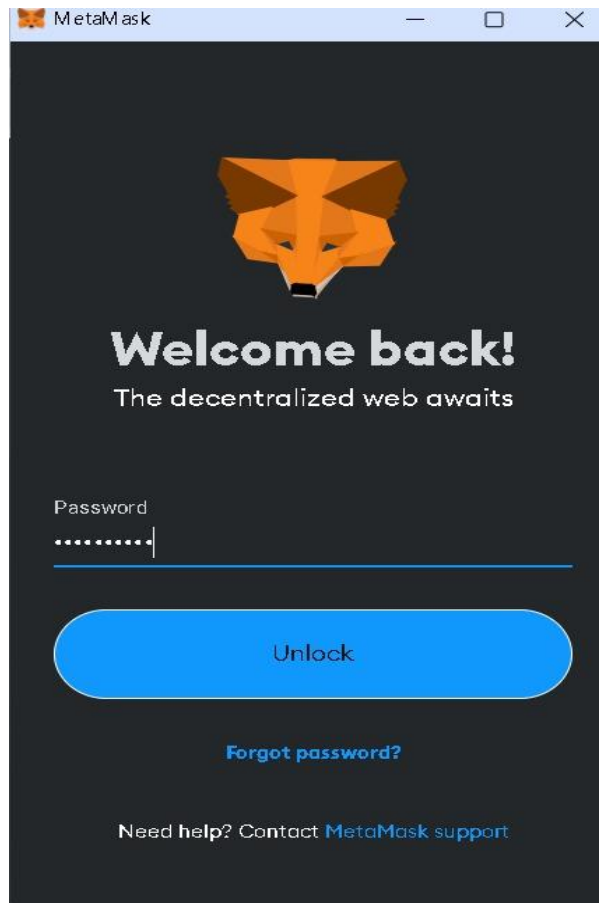 MetaMask
Welcome back!
The decentralized web awaits
Password
••••••••••
Unlock
Forgot password?
Need help? Contact MetaMask support